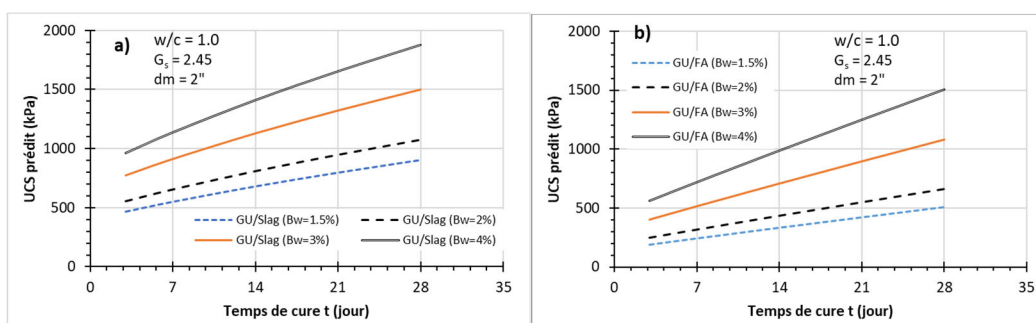 a)
w/c = 1.0
Gs = 2.45
dm = 2"
UCS prédit (kPa)
2000
1500
1000
500
0
GU/Slag (Bw=1.5%) GU/Slag (Bw=2%)
GU/Slag (Bw=3%) GU/Slag (Bw=4%)
0 7 14 21 28 35
Temps de cure t (jour)
b)
w/c = 1.0
Gs = 2.45
dm = 2"
GU/FA (Bw=1.5%)
GU/FA (Bw=2%)
GU/FA (Bw=3%)
GU/FA (Bw=4%)
UCS prédit (kPa)
2000
1500
1000
500
0
0 7 14 21 28 35
Temps de cure t (jour)